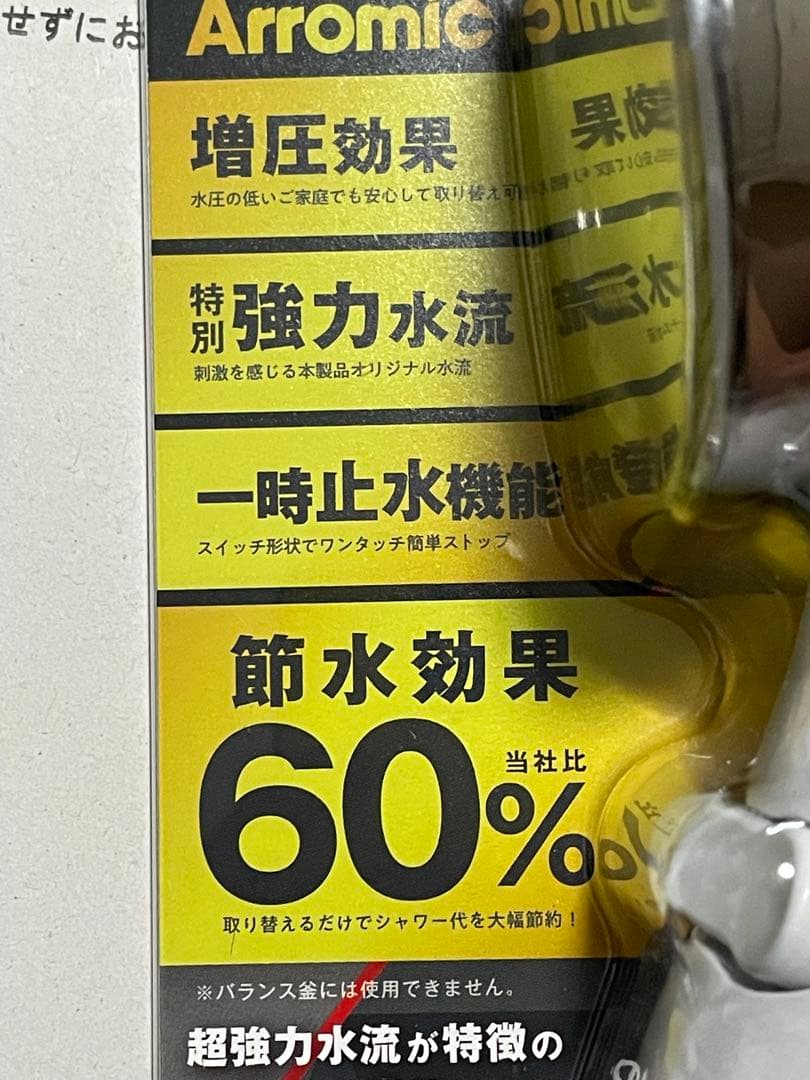 せずにお
Arromic
増圧効果
水圧の低いご家庭でも安心して取り替え可
特別強力水流
刺激を感じる本製品オリジナル水流
一時止水機能
スイッチ形状でワンタッチ簡単ストップ
節水効果
当社比
60%
取り替えるだけでシャワー代を大幅節約！
※バランス釜には使用できません。
超強力水流が特徴の